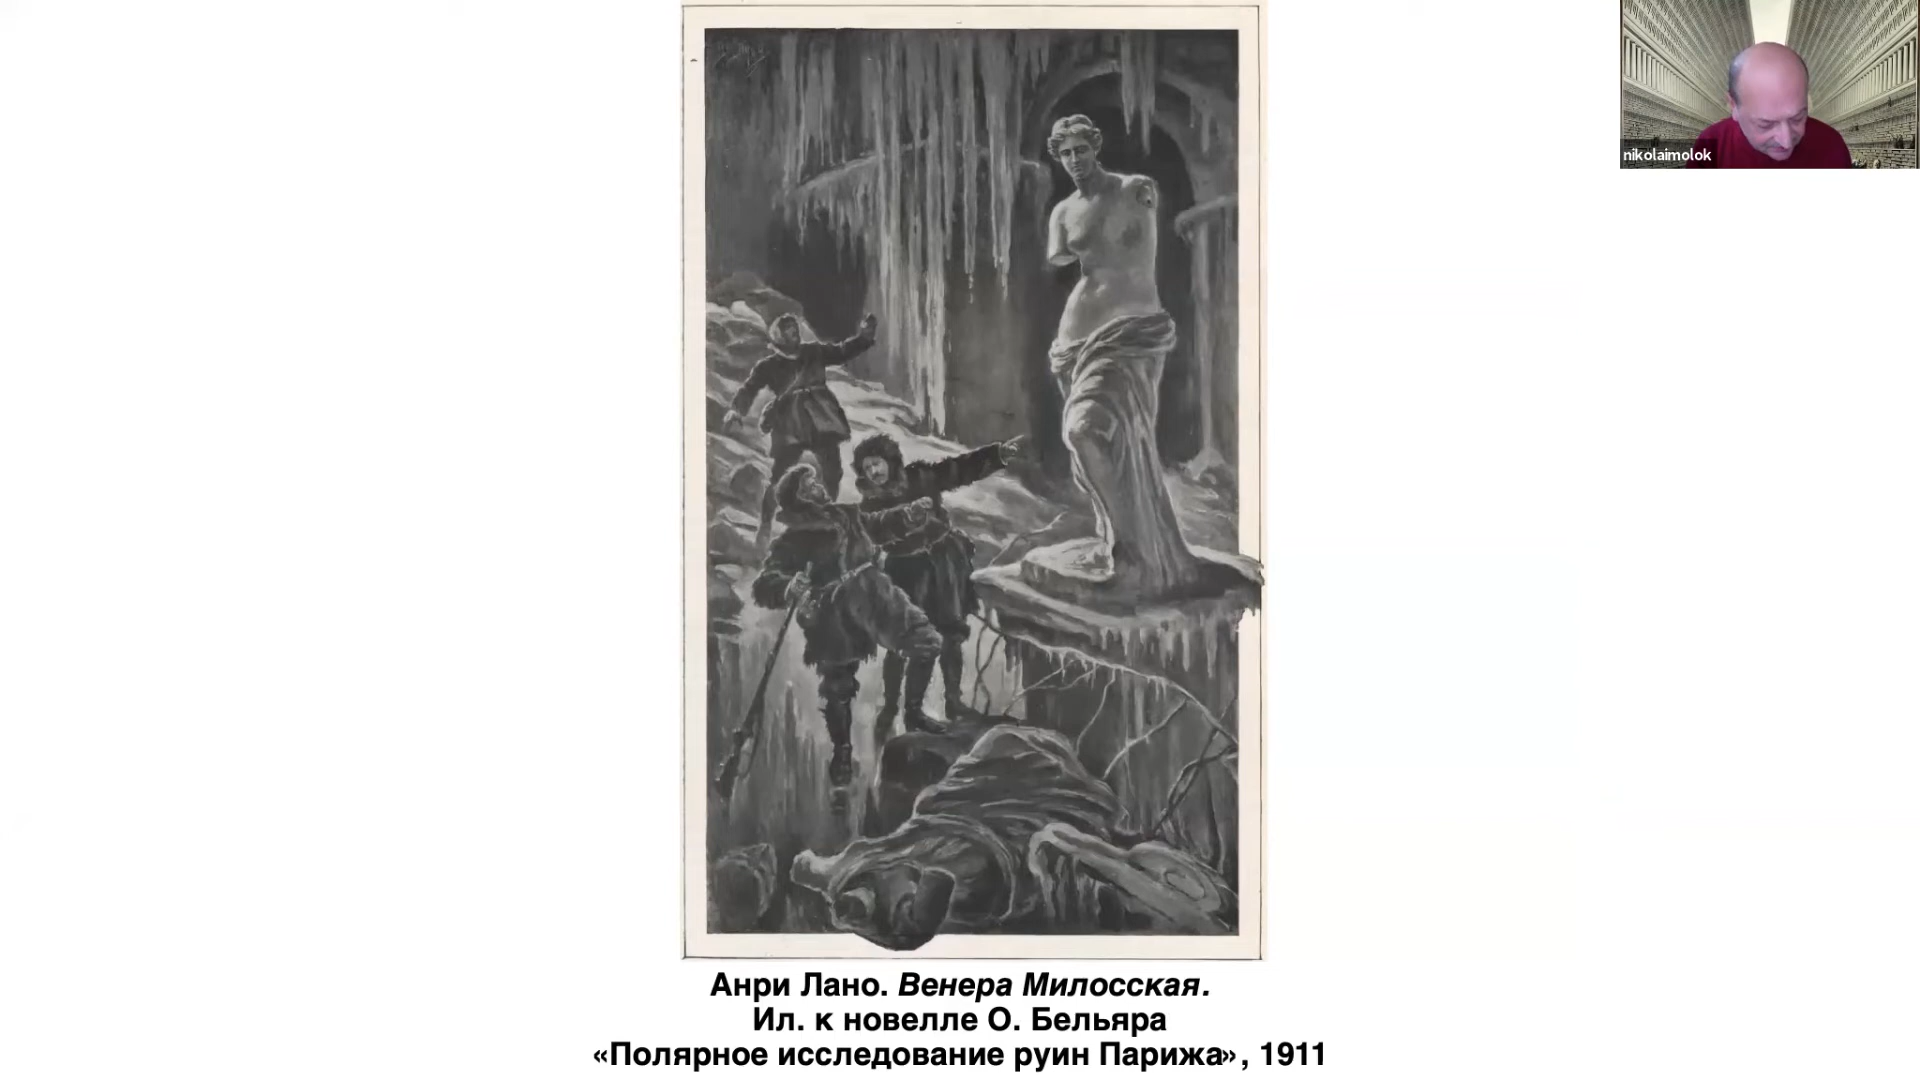 nikolaimolok
Анри Лано. Венера Милосская.
Ил. к новелле О. Бельяра
«Полярное исследование руин Парижа», 1911